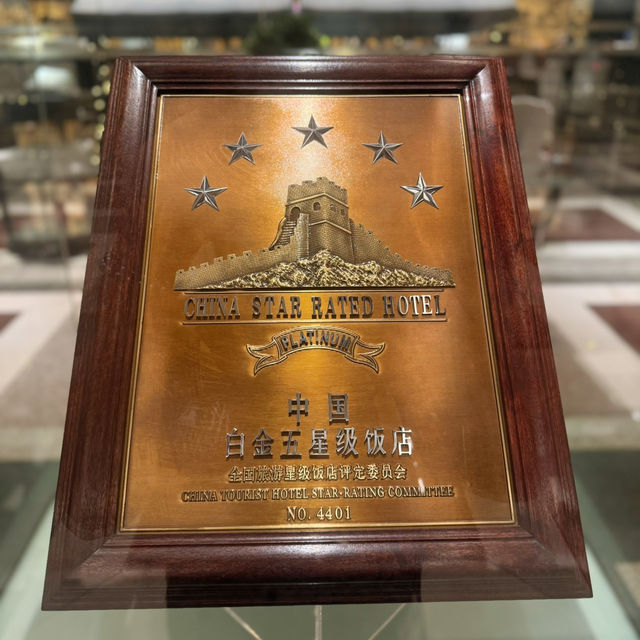 CHINA STAR RATED HOTEL
PLATINUM
中国
白金五星级饭店
全国旅游星级饭店评定委员会
CHINA TOURIST HOTEL STAR-RATING COMMITTEE
NO. 4401